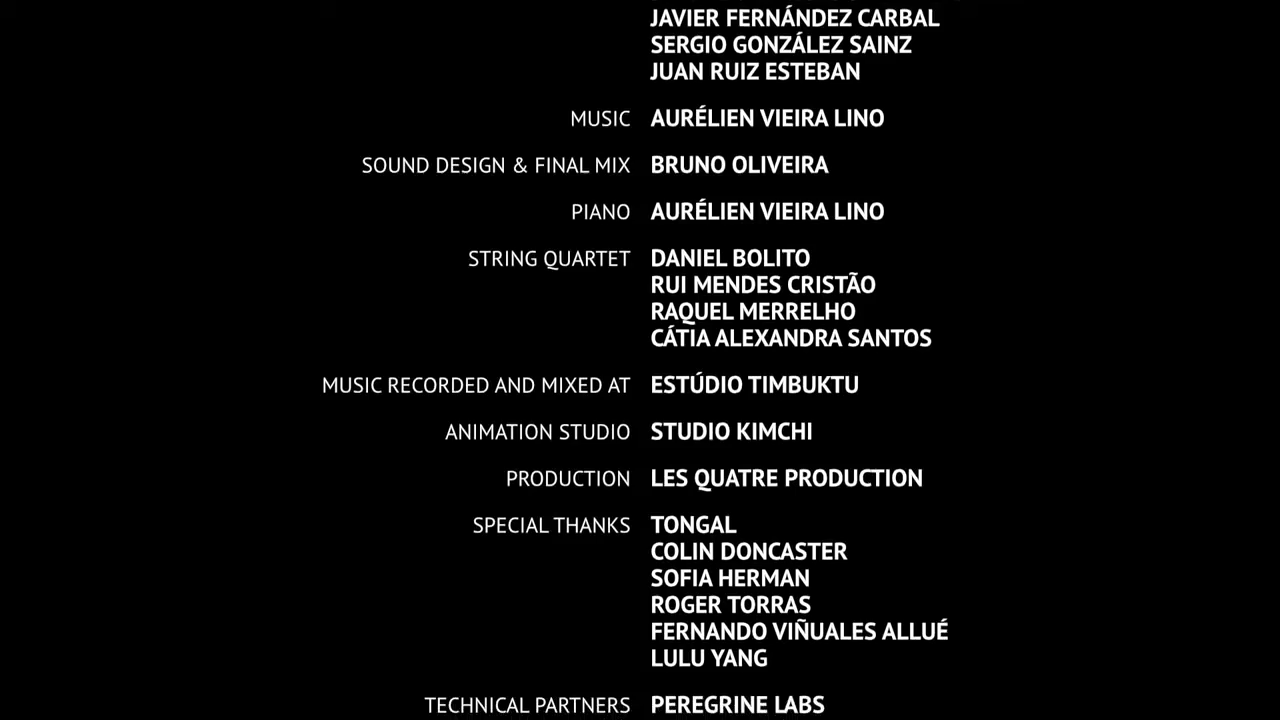 JAVIER FERNÁNDEZ CARBAL
SERGIO GONZÁLEZ SAINZ
JUAN RUIZ ESTEBAN
MUSIC AURÉLIEN VIEIRA LINO
SOUND DESIGN & FINAL MIX BRUNO OLIVEIRA
PIANO AURÉLIEN VIEIRA LINO
STRING QUARTET DANIEL BOLITO
RUI MENDES CRISTÃO
RAQUEL MERRELHO
CÁTIA ALEXANDRA SANTOS
MUSIC RECORDED AND MIXED AT ESTÚDIO TIMBUKTU
ANIMATION STUDIO STUDIO KIMCHI
PRODUCTION LES QUATRE PRODUCTION
SPECIAL THANKS TONGAL
COLIN DONCASTER
SOFIA HERMAN
ROGER TORRAS
FERNANDO VIÑUALES ALLUÉ
LULU YANG
TECHNICAL PARTNERS PEREGRINE LABS